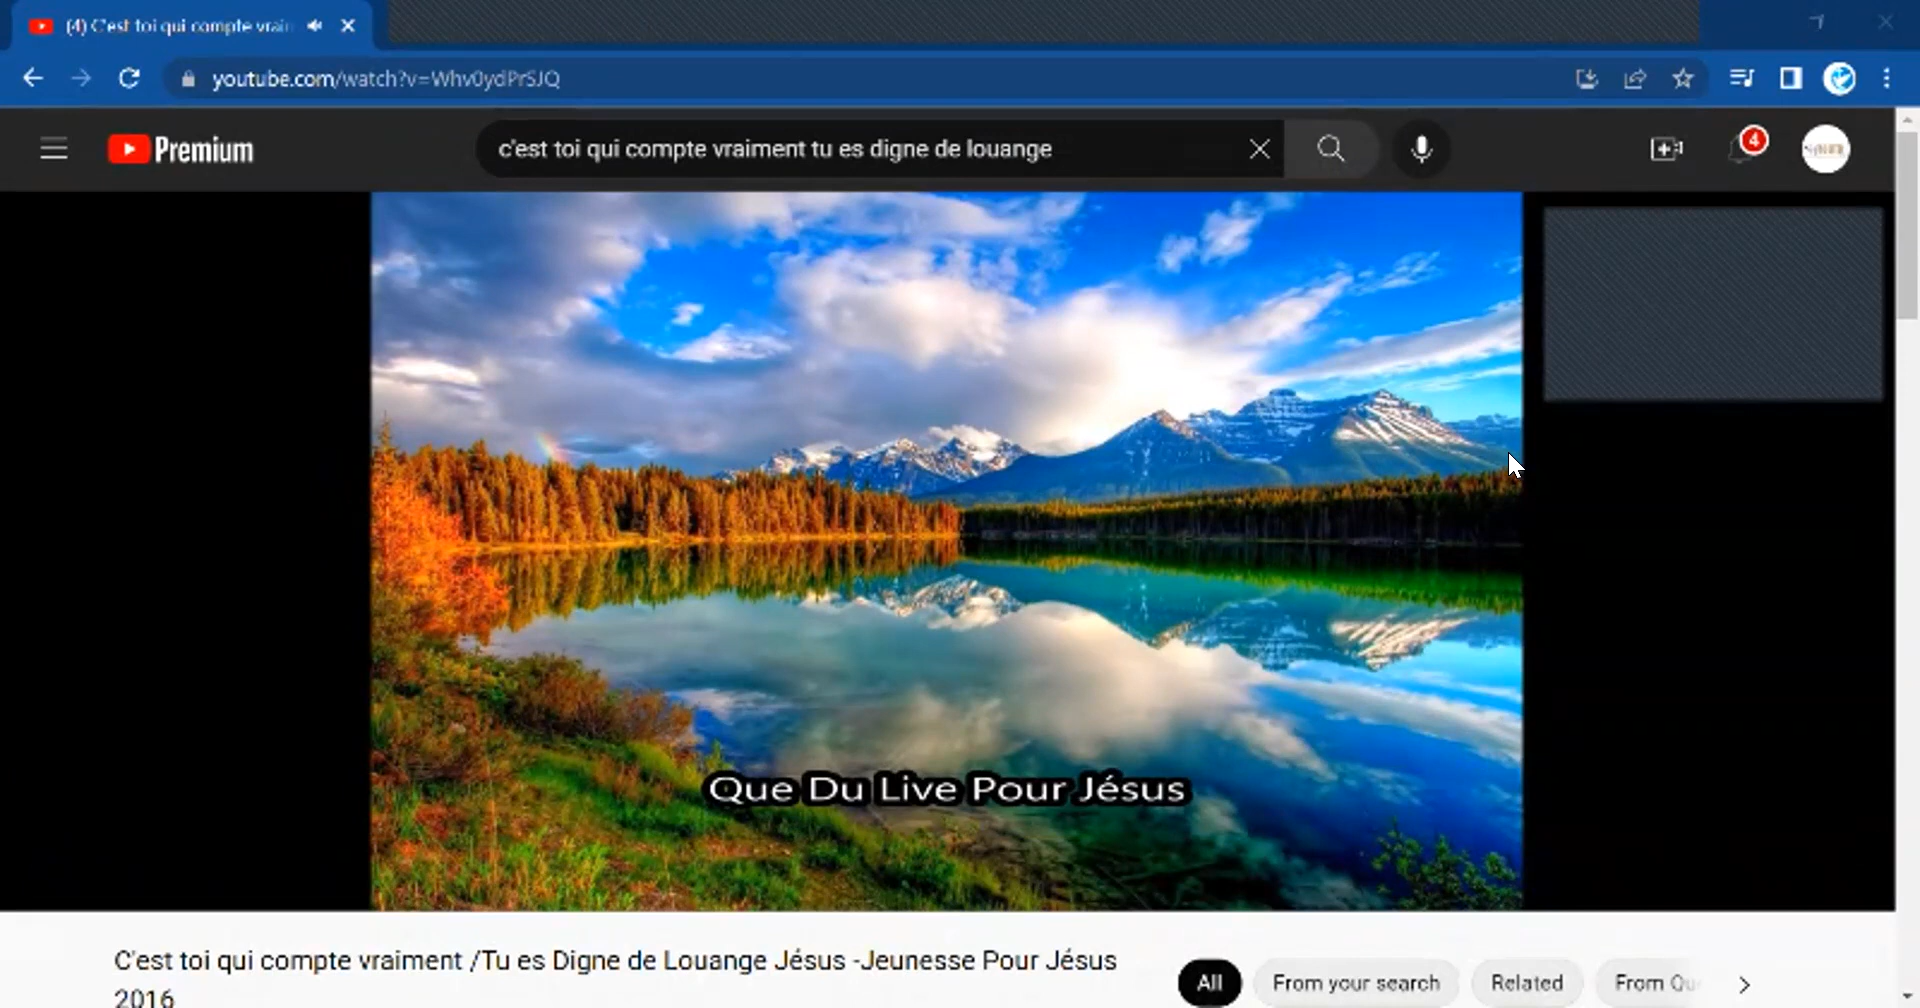 (4) C'est toi qui compte vrai
youtube.com/watch?v=Whv0ydPrSJQ
Premium
c'est toi qui compte vraiment tu es digne de louange
4
Que Du Live Pour Jésus
C'est toi qui compte vraiment /Tu es Digne de Louange Jésus -Jeunesse Pour Jésus
2016
All
From your search
Related
From Qu